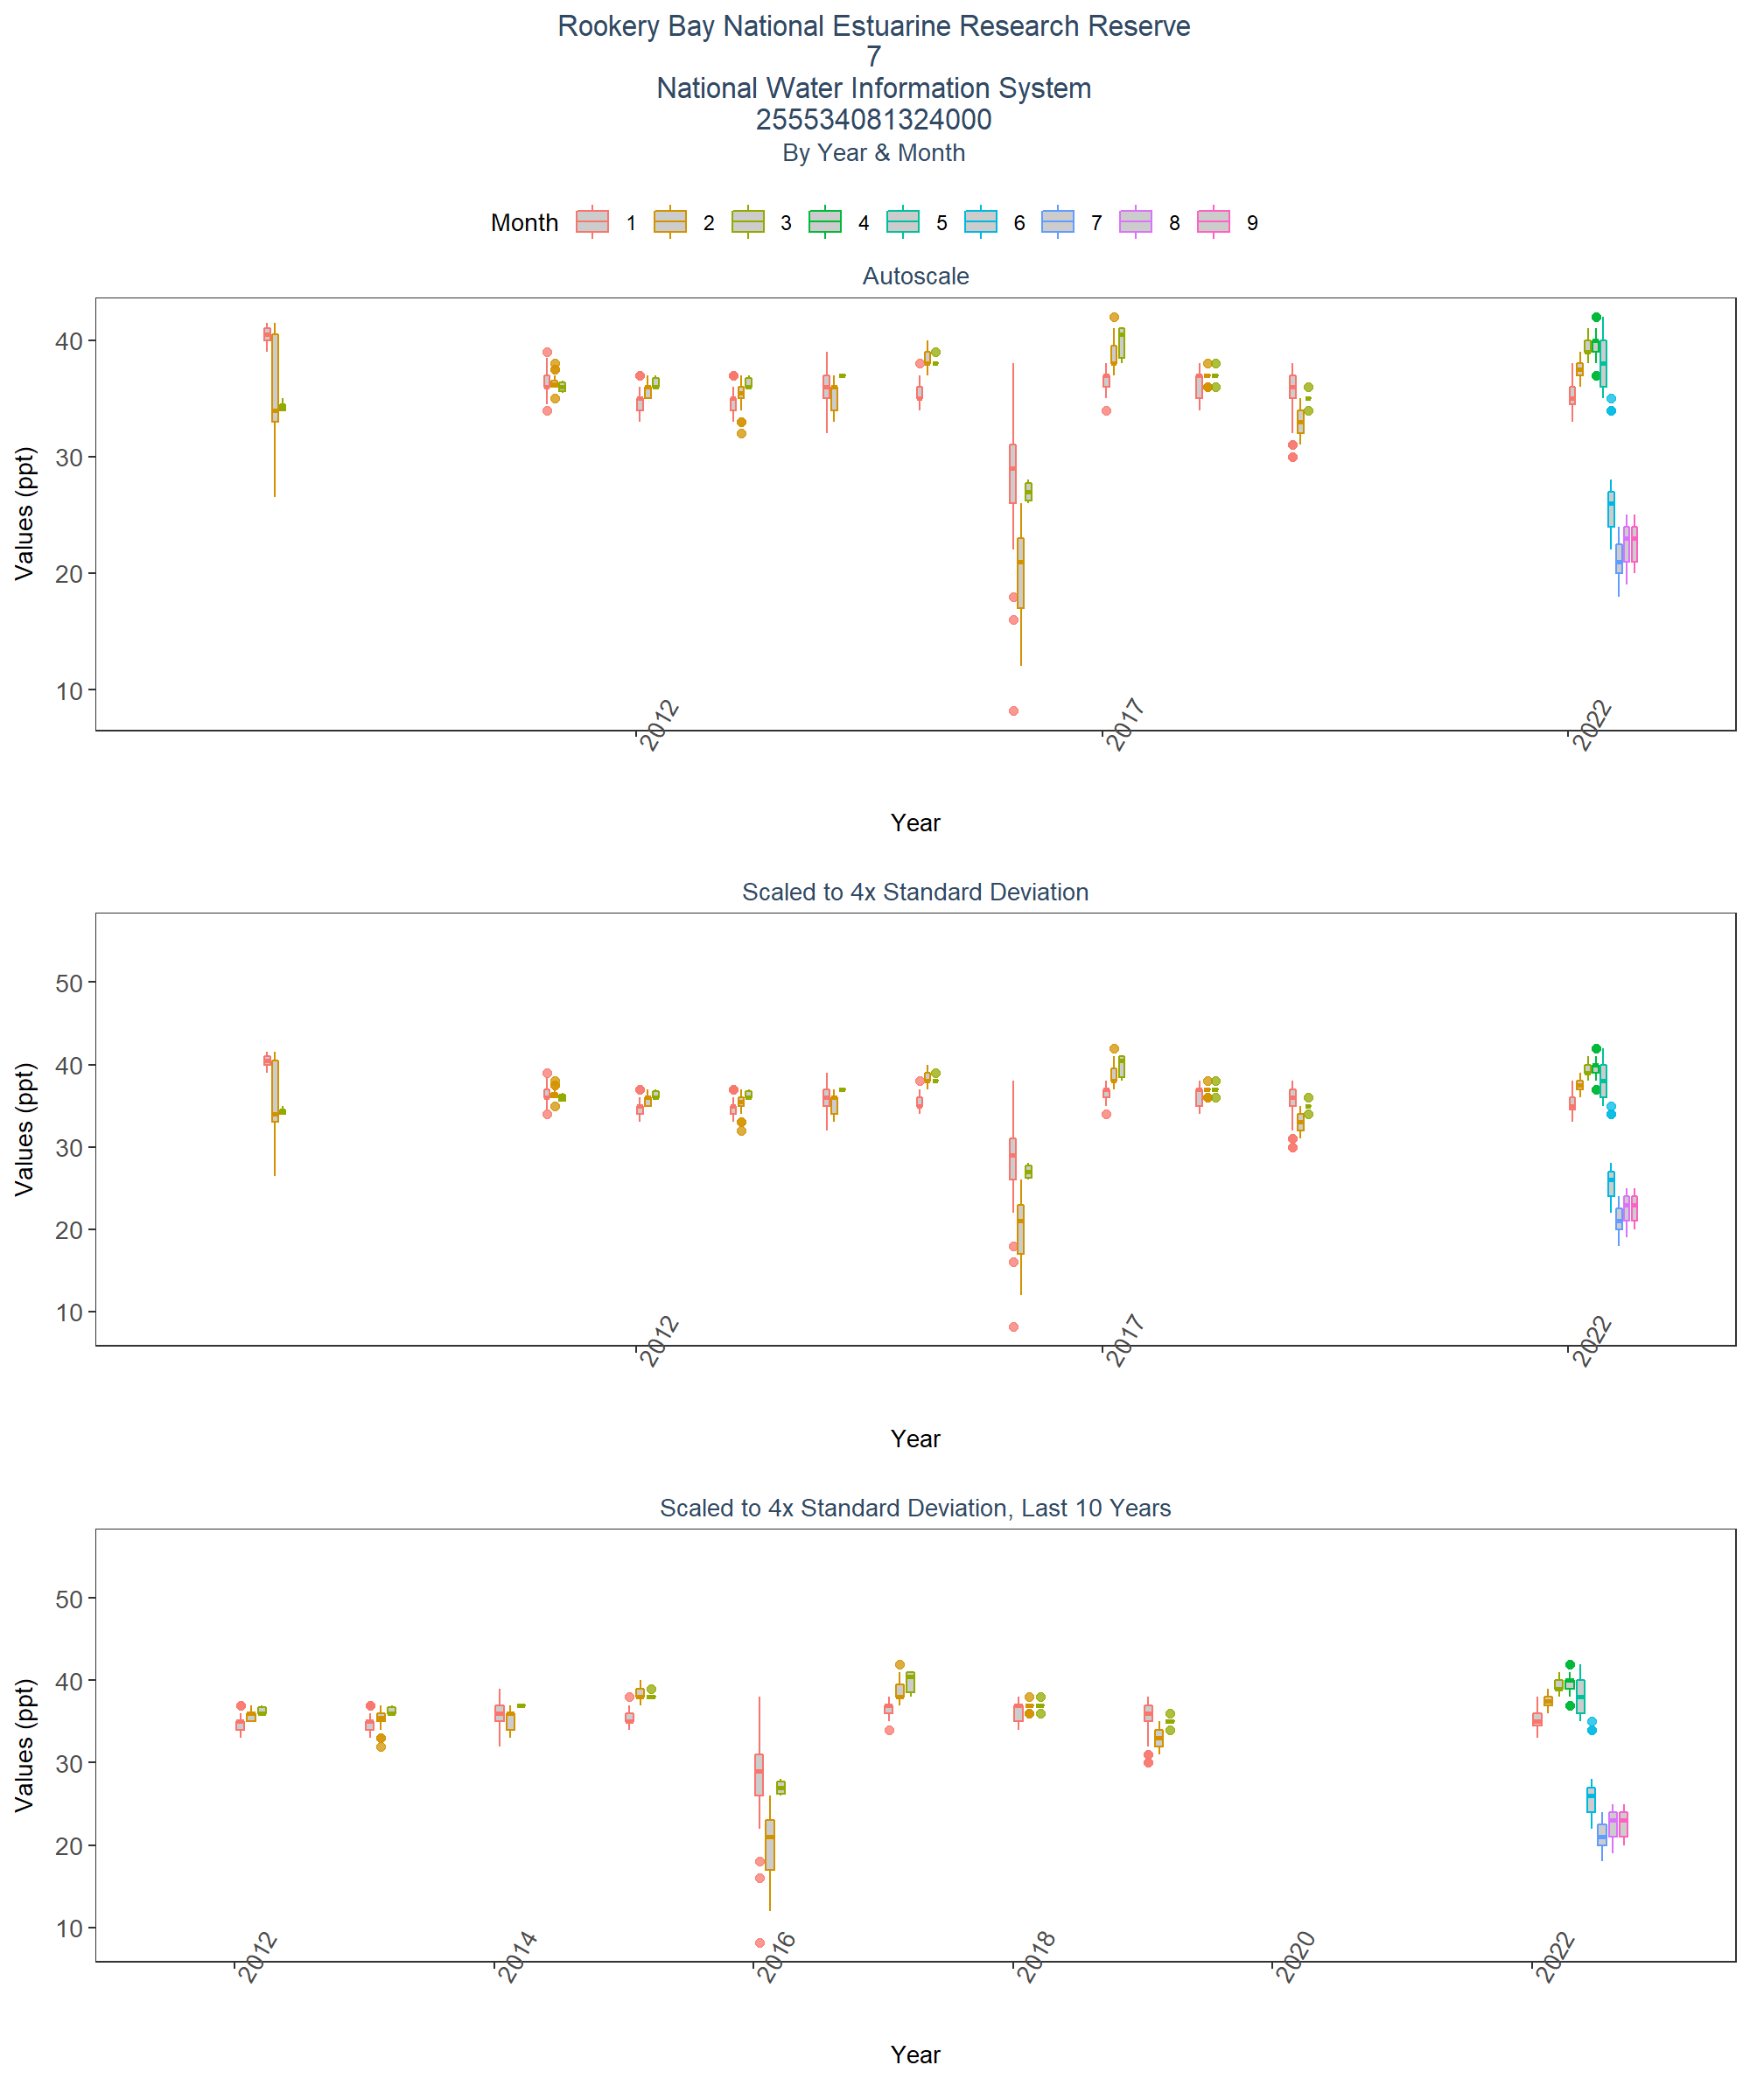 Rookery Bay National Estuarine Research Reserve
7
National Water Information System
255534081324000
By Year & Month
Month 1 2 3 4 5 6 7 8 9
Autoscale
Values (ppt)
40
30
20
10
2012 2017 2022
Year
Scaled to 4x Standard Deviation
Values (ppt)
50
40
30
20
10
2012 2017 2022
Year
Scaled to 4x Standard Deviation, Last 10 Years
Values (ppt)
50
40
30
20
10
2012 2014 2016 2018 2020 2022
Year